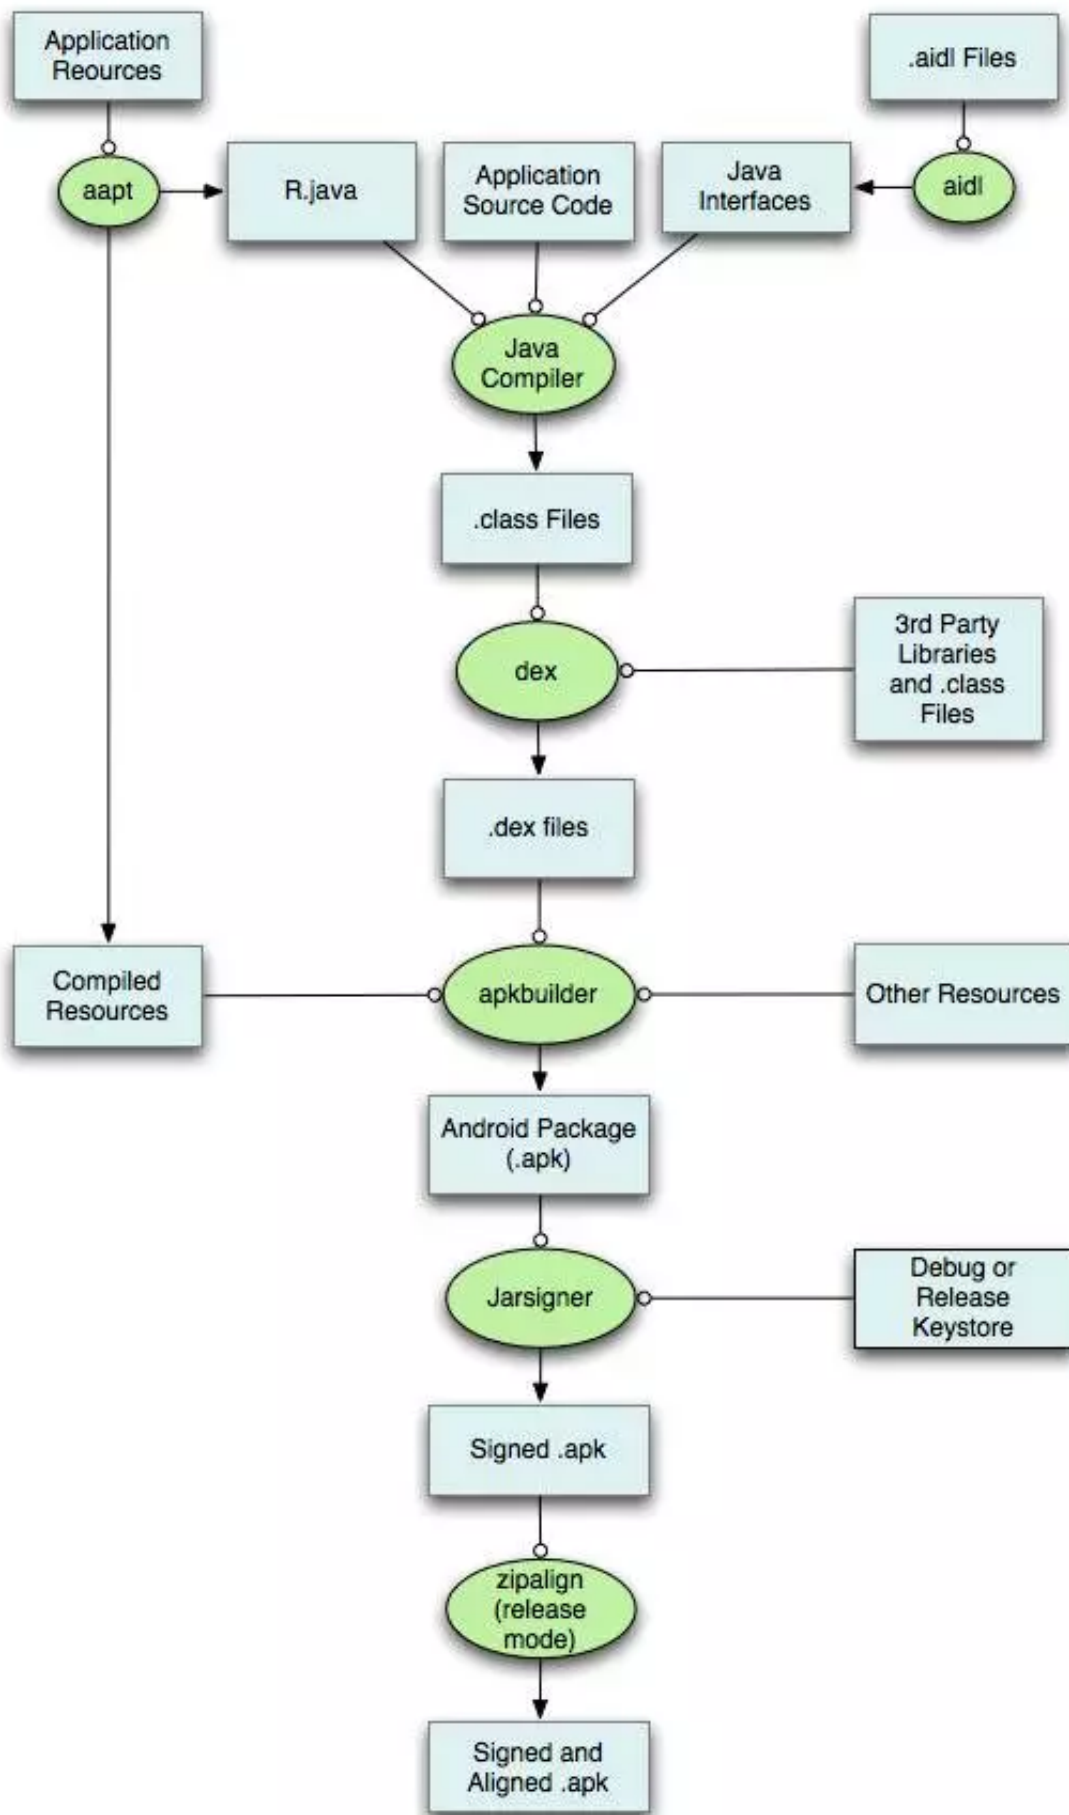 Application
Reources
.aidl Files
aapt
R.java
Application
Source Code
Java
Interfaces
aidl
Java
Compiler
.class Files
3rd Party
Libraries
and .class
Files
dex
.dex files
Compiled
Resources
apkbuilder
Other Resources
Android Package
(.apk)
Jarsigner
Debug or
Release
Keystore
Signed .apk
zipalign
(release
mode)
Signed and
Aligned .apk